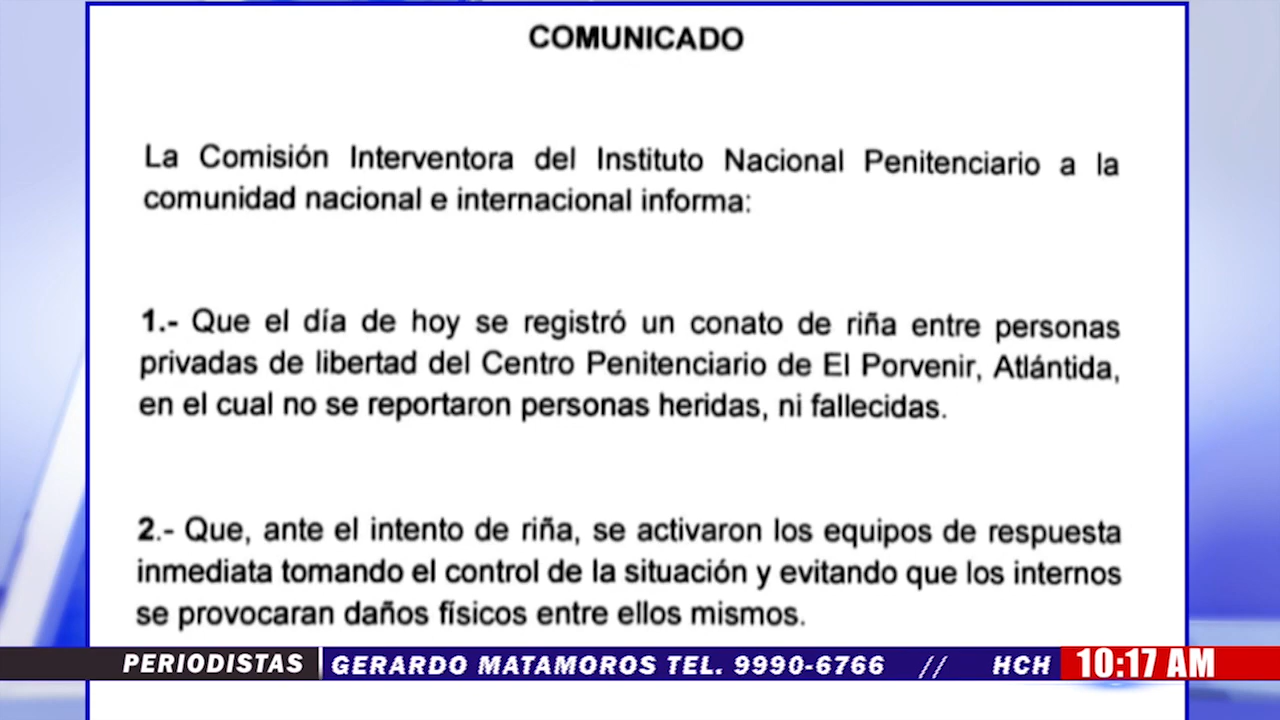 COMUNICADO
La Comisión Interventora del Instituto Nacional Penitenciario a la
comunidad nacional e internacional informa:
1.- Que el día de hoy se registró un conato de riña entre personas
privadas de libertad del Centro Penitenciario de El Porvenir, Atlántida,
en el cual no se reportaron personas heridas, ni fallecidas.
2.- Que, ante el intento de riña, se activaron los equipos de respuesta
inmediata tomando el control de la situación y evitando que los internos
se provocaran daños físicos entre ellos mismos.
PERIODISTAS GERARDO MATAMOROS TEL. 9990-6766 // HCH 10:17 AM